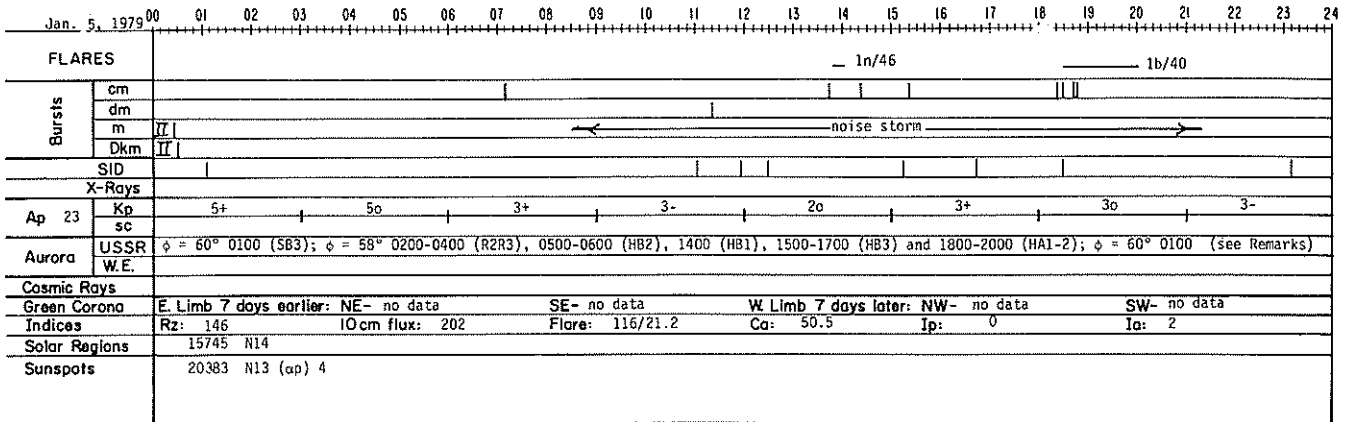 Jan. 5, 1979 00 01 02 03 04 05 06 07 08 09 10 11 12 13 14 15 16 17 18 19 20 21 22 23 24
FLARES 1n/46 1b/40
Bursts
cm
dm
m II noise storm
Dkm II
SID
X-Rays
Ap 23 Kp 5+ 5o 3+ 3- 2o 3+ 3o 3-
sc
Aurora USSR φ = 60° 0100 (SB3); φ = 58° 0200-0400 (R2R3), 0500-0600 (HB2), 1400 (HB1), 1500-1700 (HB3) and 1800-2000 (HA1-2); φ = 60° 0100 (see Remarks)
W.E.
Cosmic Rays
Green Corona E. Limb 7 days earlier: NE- no data SE- no data W. Limb 7 days later: NW- no data SW- no data
Indices Rz: 146 10cm flux: 202 Flare: 116/21.2 Ca: 50.5 Ip: 0 Ia: 2
Solar Regions 15745 N14
Sunspots 20383 N13 (αp) 4